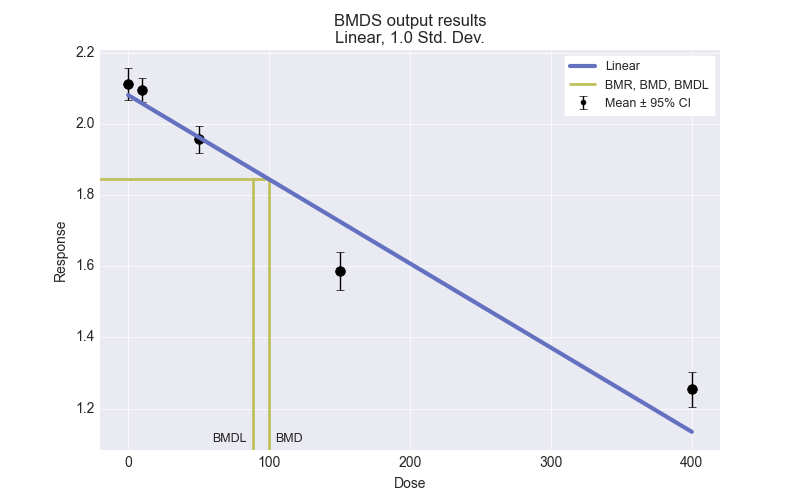 BMDS output results
Linear, 1.0 Std. Dev.
2.2
2.0
1.8
1.6
1.4
1.2
Response
Linear
BMR, BMD, BMDL
Mean ± 95% CI
BMDL
BMD
0
100
200
300
400
Dose